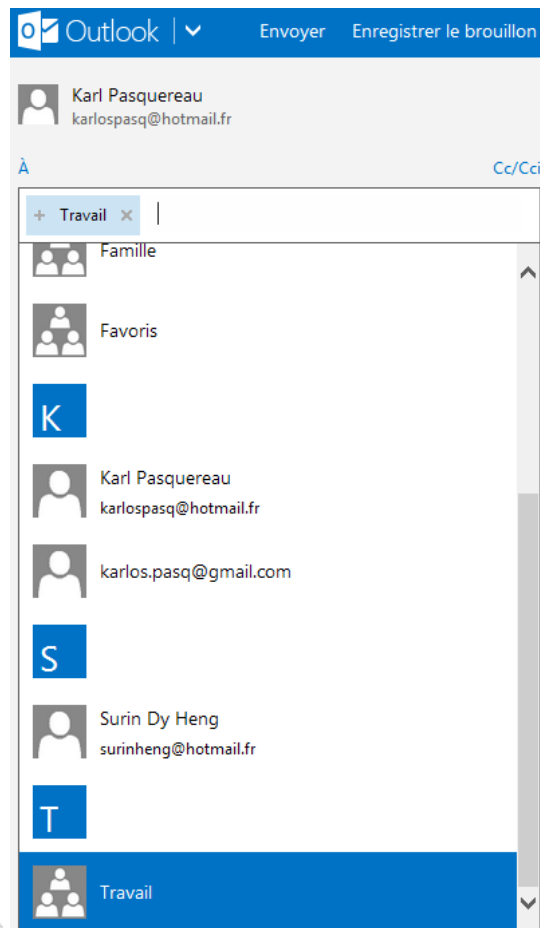 Outlook Envoyer Enregistrer le brouillon
Karl Pasquereau
karlospasq@hotmail.fr
À Cc/Cci
+ Travail ×
Famille
Favoris
K
Karl Pasquereau
karlospasq@hotmail.fr
karlos.pasq@gmail.com
S
Surin Dy Heng
surinheng@hotmail.fr
T
Travail